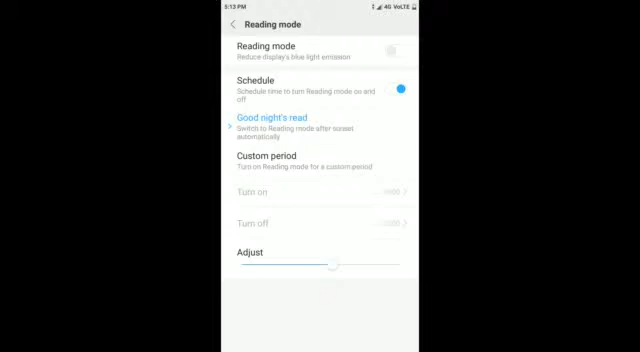 5:13 PM
4G VoLTE
Reading mode
Reading mode
Reduce display's blue light emission
Schedule
Schedule time to turn Reading mode on and
off
Good night's read
Switch to Reading mode after sunset
automatically
Custom period
Turn on Reading mode for a custom period
Turn on
Turn off
Adjust